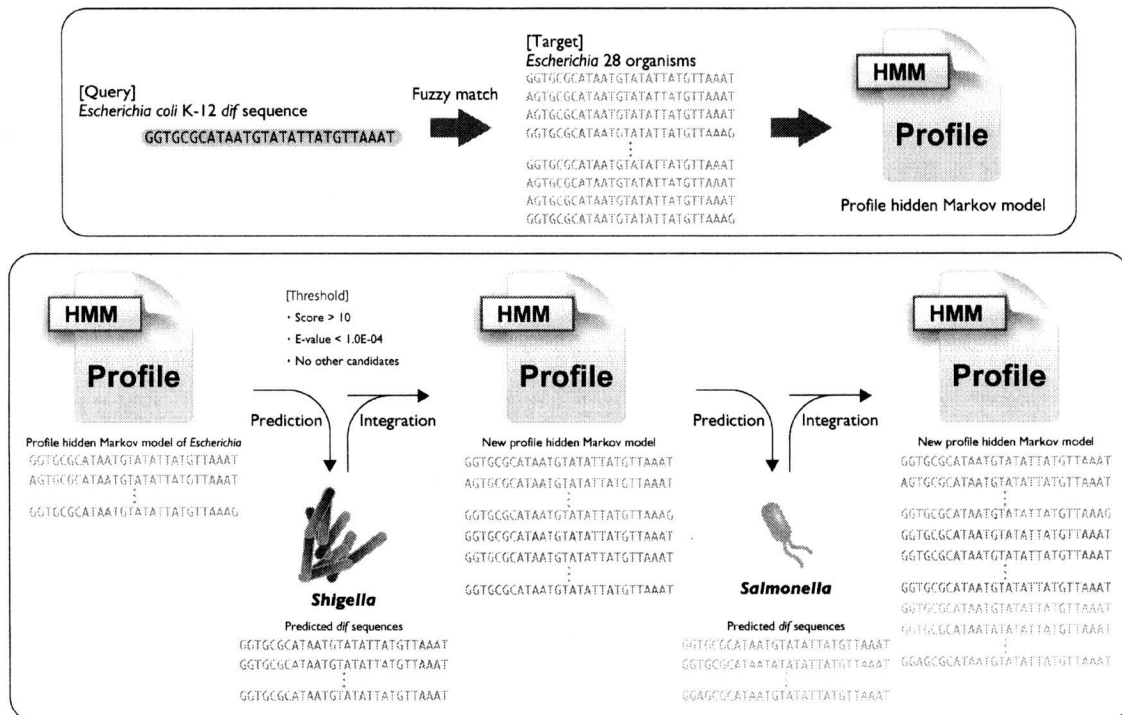 [Query]
Escherichia coli K-12 dif sequence
GGTGCGCATAATGTATATTATGTTAAAT
Fuzzy match
[Target]
Escherichia 28 organisms
GGTGCGCATAATGTATATTATGTTAAAT
AGTGCGCATAATGTATATTATGTTAAAT
AGTGCGCATAATGTATATTATGTTAAAT
GGTGCGCATAATGTATATTATGTTAAAG
GGTGCGCATAATGTATATTATGTTAAAT
AGTGCGCATAATGTATATTATGTTAAAT
AGTGCGCATAATGTATATTATGTTAAAT
GGTGCGCATAATGTATATTATGTTAAAG
HMM
Profile
Profile hidden Markov model
HMM
Profile
Profile hidden Markov model of Escherichia
GGTGCGCATAATGTATATTATGTTAAAT
AGTGCGCATAATGTATATTATGTTAAAT
GGTGCGCATAATGTATATTATGTTAAAG
[Threshold]
・Score > 10
・E-value < 1.0E-04
・No other candidates
Prediction
Integration
Shigella
Predicted dif sequences
GGTGCGCATAATGTATATTATGTTAAAT
GGTGCGCATAATGTATATTATGTTAAAT
GGTGCGCATAATGTATATTATGTTAAAT
HMM
Profile
New profile hidden Markov model
GGTGCGCATAATGTATATTATGTTAAAT
AGTGCGCATAATGTATATTATGTTAAAT
GGTGCGCATAATGTATATTATGTTAAAG
GGTGCGCATAATGTATATTATGTTAAAT
GGTGCGCATAATGTATATTATGTTAAAT
GGTGCGCATAATGTATATTATGTTAAAT
Prediction
Integration
Salmonella
Predicted dif sequences
GGTGCGCATAATGTATATTATGTTAAAT
GGTGCGCATAATGTATATTATGTTAAAT
GGAGCGCATAATGTATATTATGTTAAAT
HMM
Profile
New profile hidden Markov model
GGTGCGCATAATGTATATTATGTTAAAT
AGTGCGCATAATGTATATTATGTTAAAT
GGTGCGCATAATGTATATTATGTTAAAG
GGTGCGCATAATGTATATTATGTTAAAT
GGTGCGCATAATGTATATTATGTTAAAT
GGTGCGCATAATGTATATTATGTTAAAT
GGTGCGCATAATGTATATTATGTTAAAT
GGTGCGCATAATGTATATTATGTTAAAT
GGAGCGCATAATGTATATTATGTTAAAT